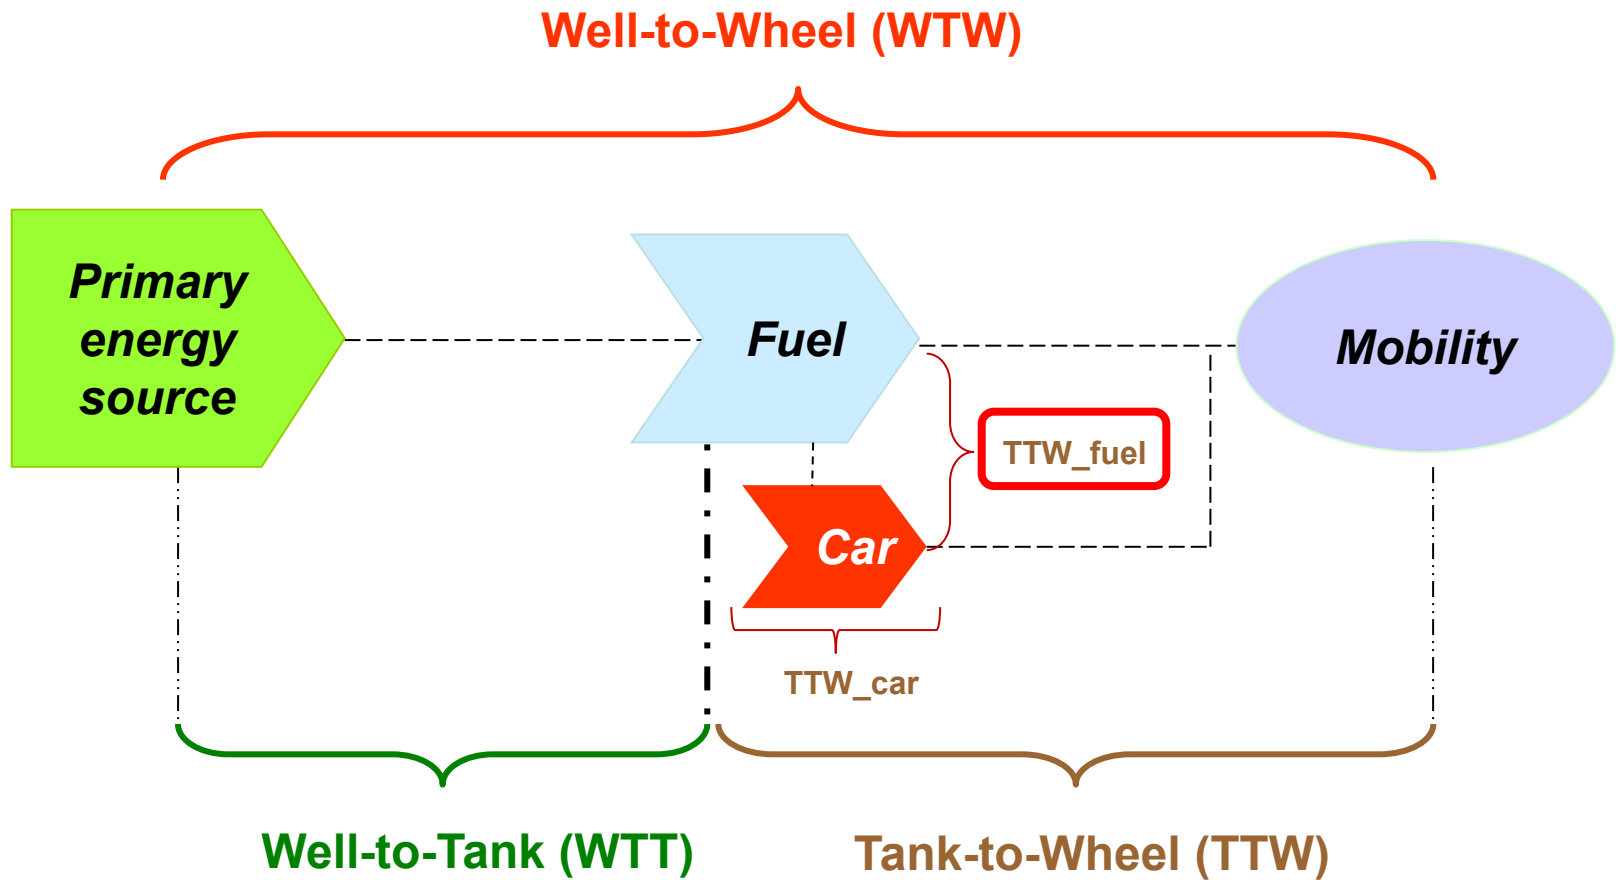 Well-to-Wheel (WTW)
Primary
energy
source
Fuel
Mobility
TTW_fuel
Car
TTW_car
Well-to-Tank (WTT)
Tank-to-Wheel (TTW)